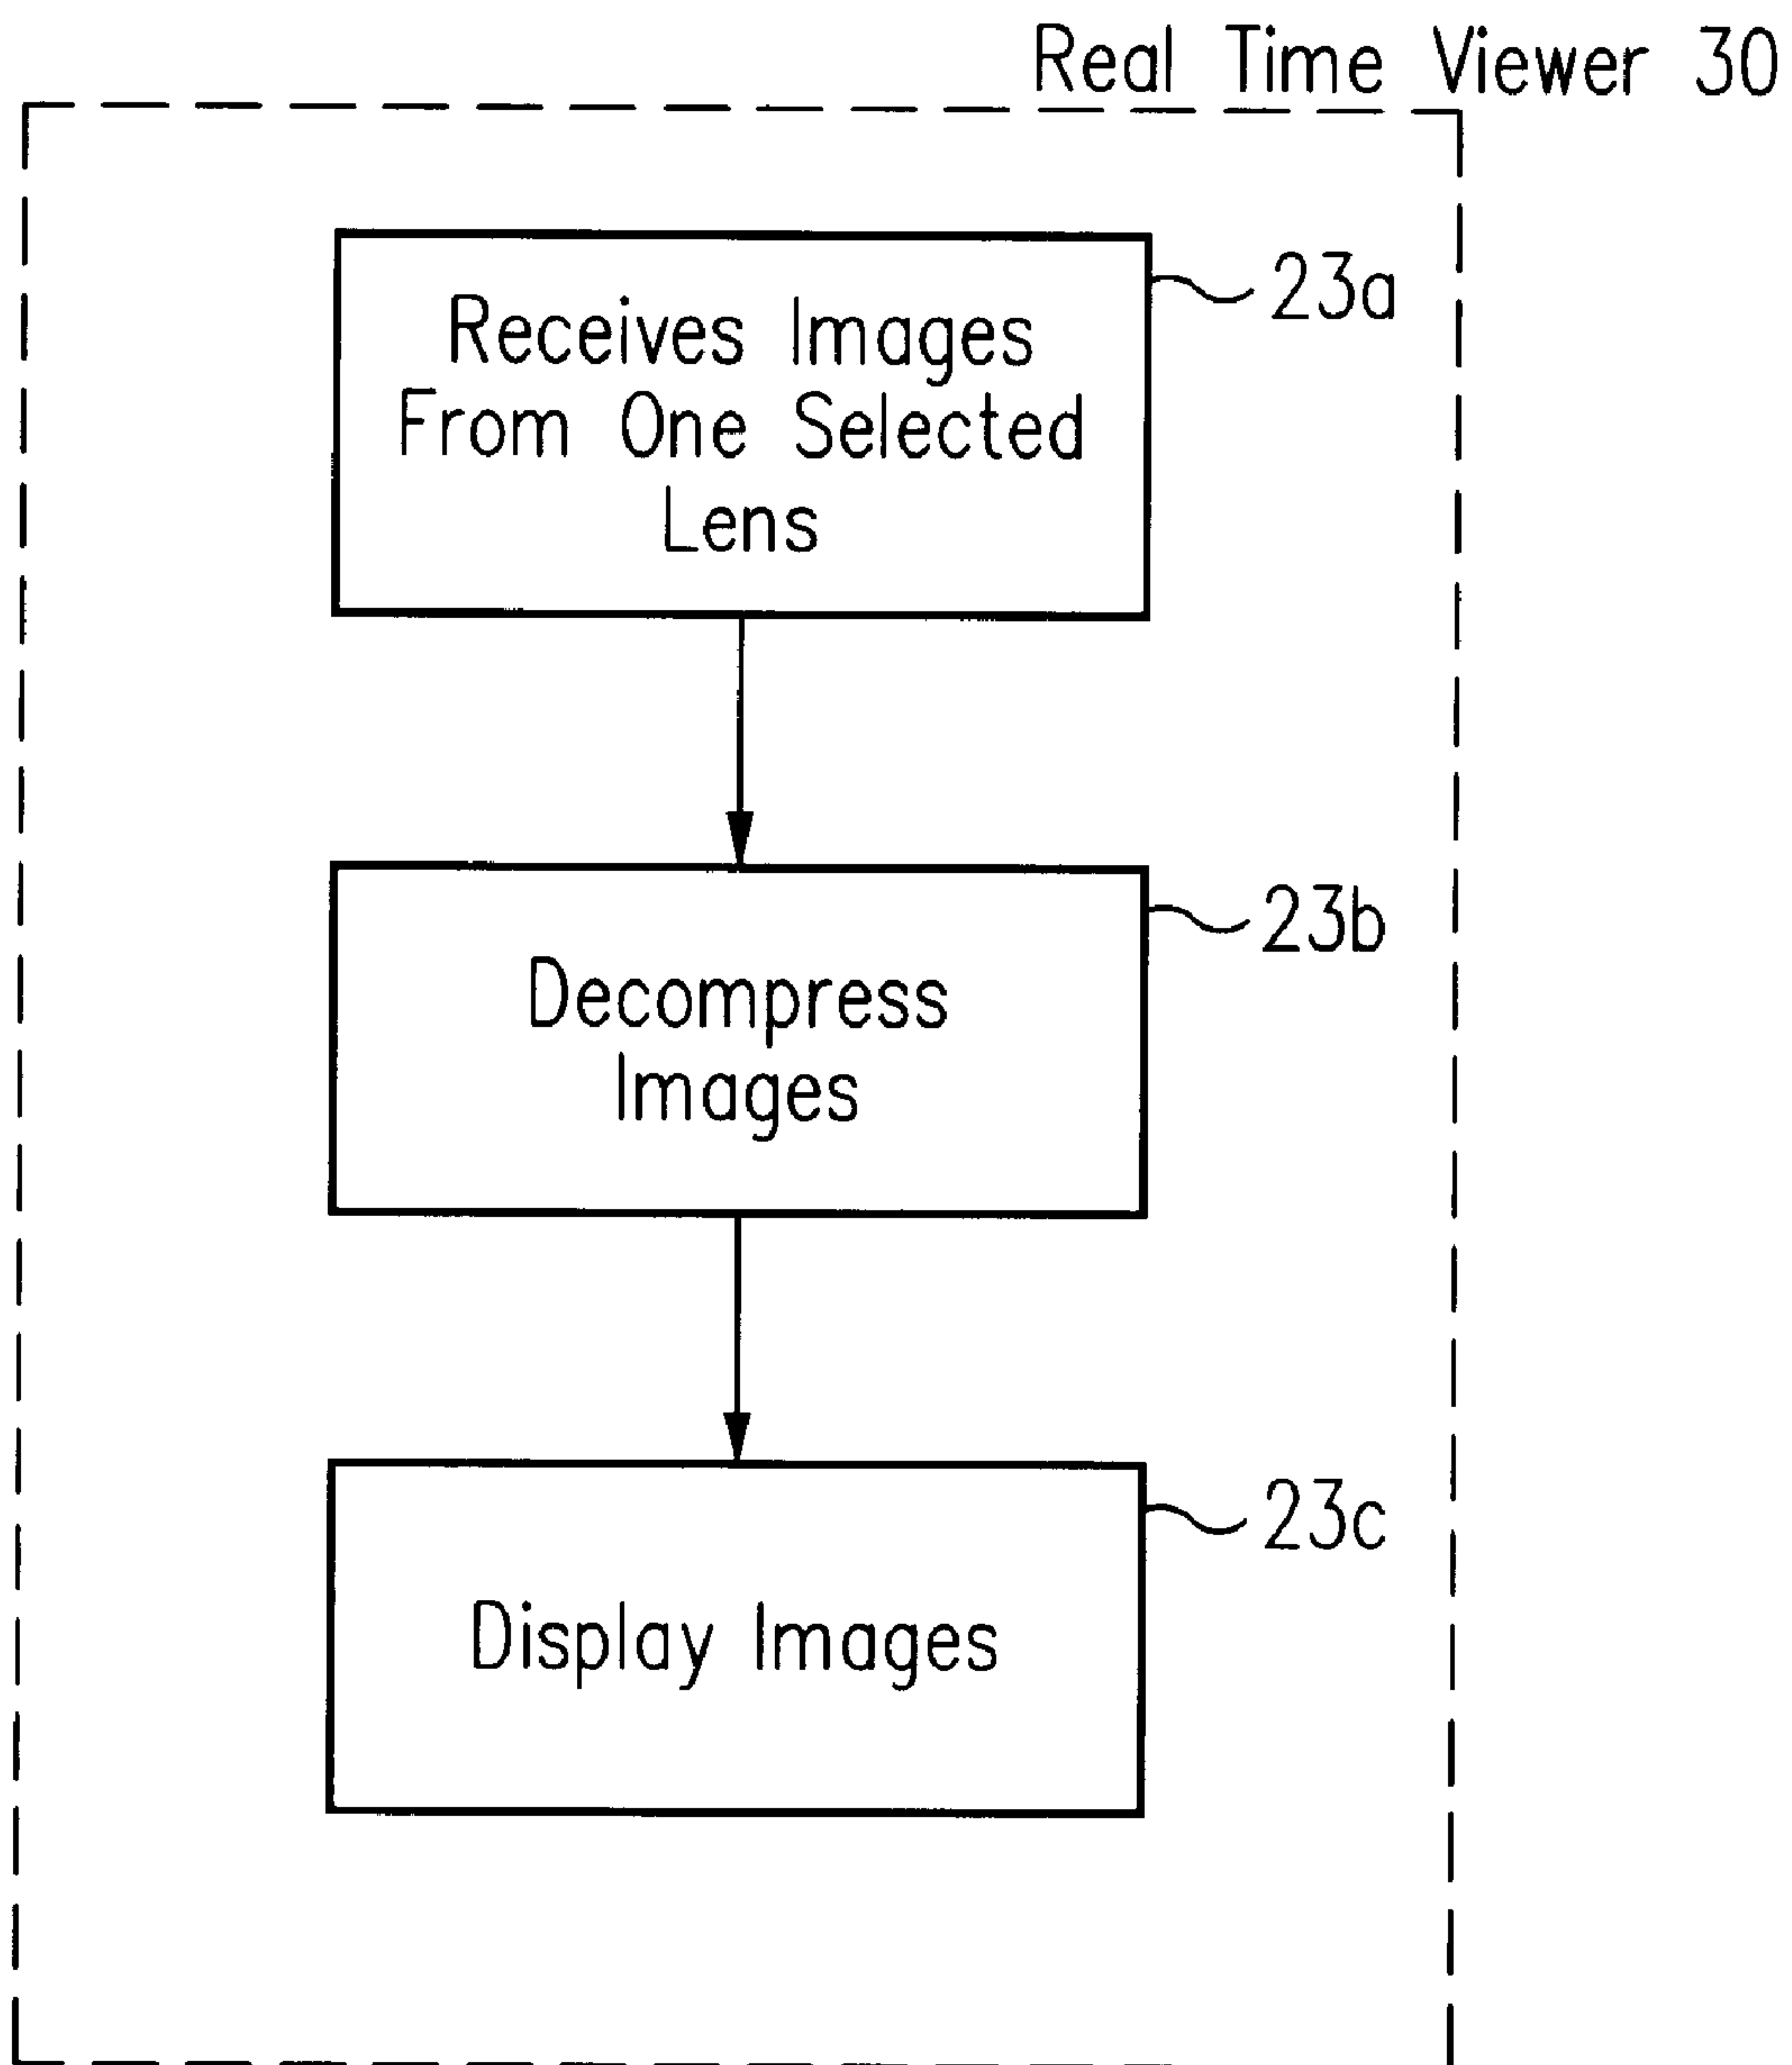 Real Time Viewer 30
Receives Images
From One Selected
Lens
23a
Decompress
Images
23b
Display Images
23c